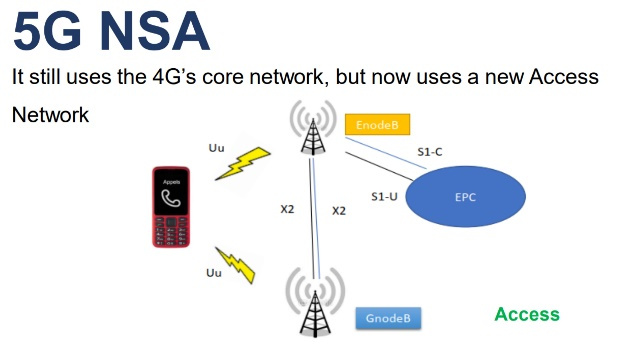 5G NSA
It still uses the 4G's core network, but now uses a new Access
Network
EnodeB
Uu
S1-C
Appels
S1-U
EPC
X2
X2
Uu
GnodeB
Access